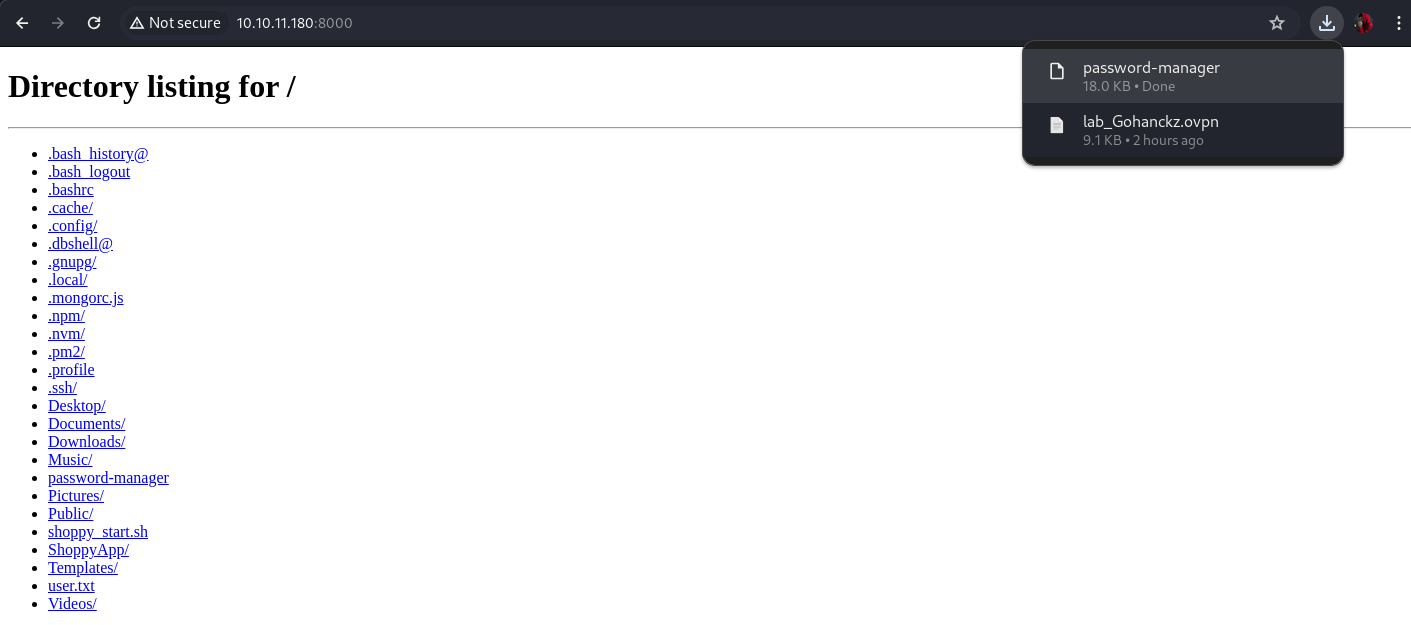 Not secure 10.10.11.180:8000
password-manager
18.0 KB • Done
lab_Gohanckz.ovpn
9.1 KB • 2 hours ago
Directory listing for /
.bash_history@
.bash_logout
.bashrc
.cache/
.config/
.dbshell@
.gnupg/
.local/
.mongorc.js
.npm/
.nvm/
.pm2/
.profile
.ssh/
Desktop/
Documents/
Downloads/
Music/
password-manager
Pictures/
Public/
shoppy_start.sh
ShoppyApp/
Templates/
user.txt
Videos/